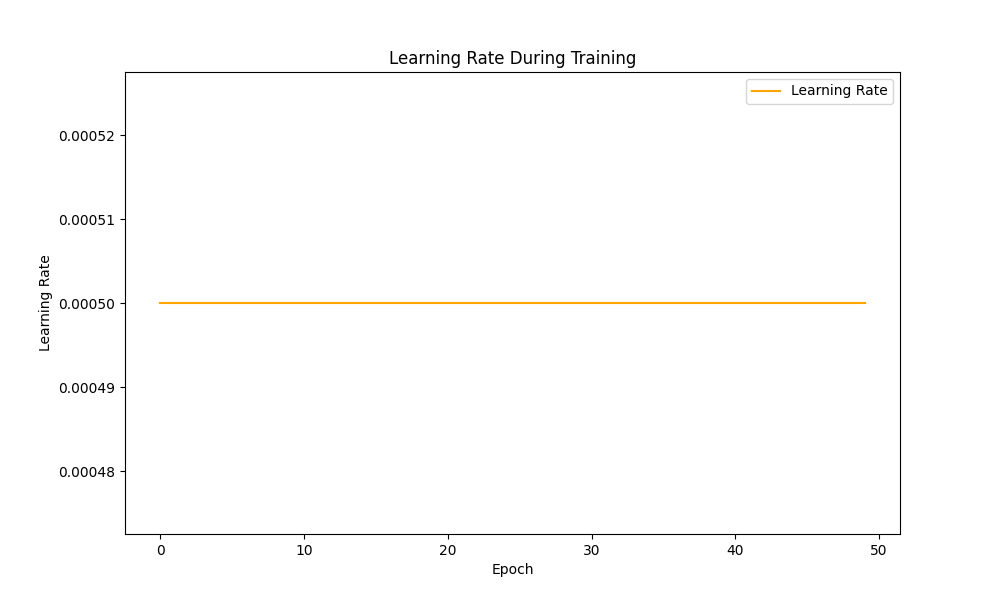 Learning Rate During Training
Learning Rate
0.00052
0.00051
0.00050
0.00049
0.00048
Learning Rate
0 10 20 30 40 50
Epoch